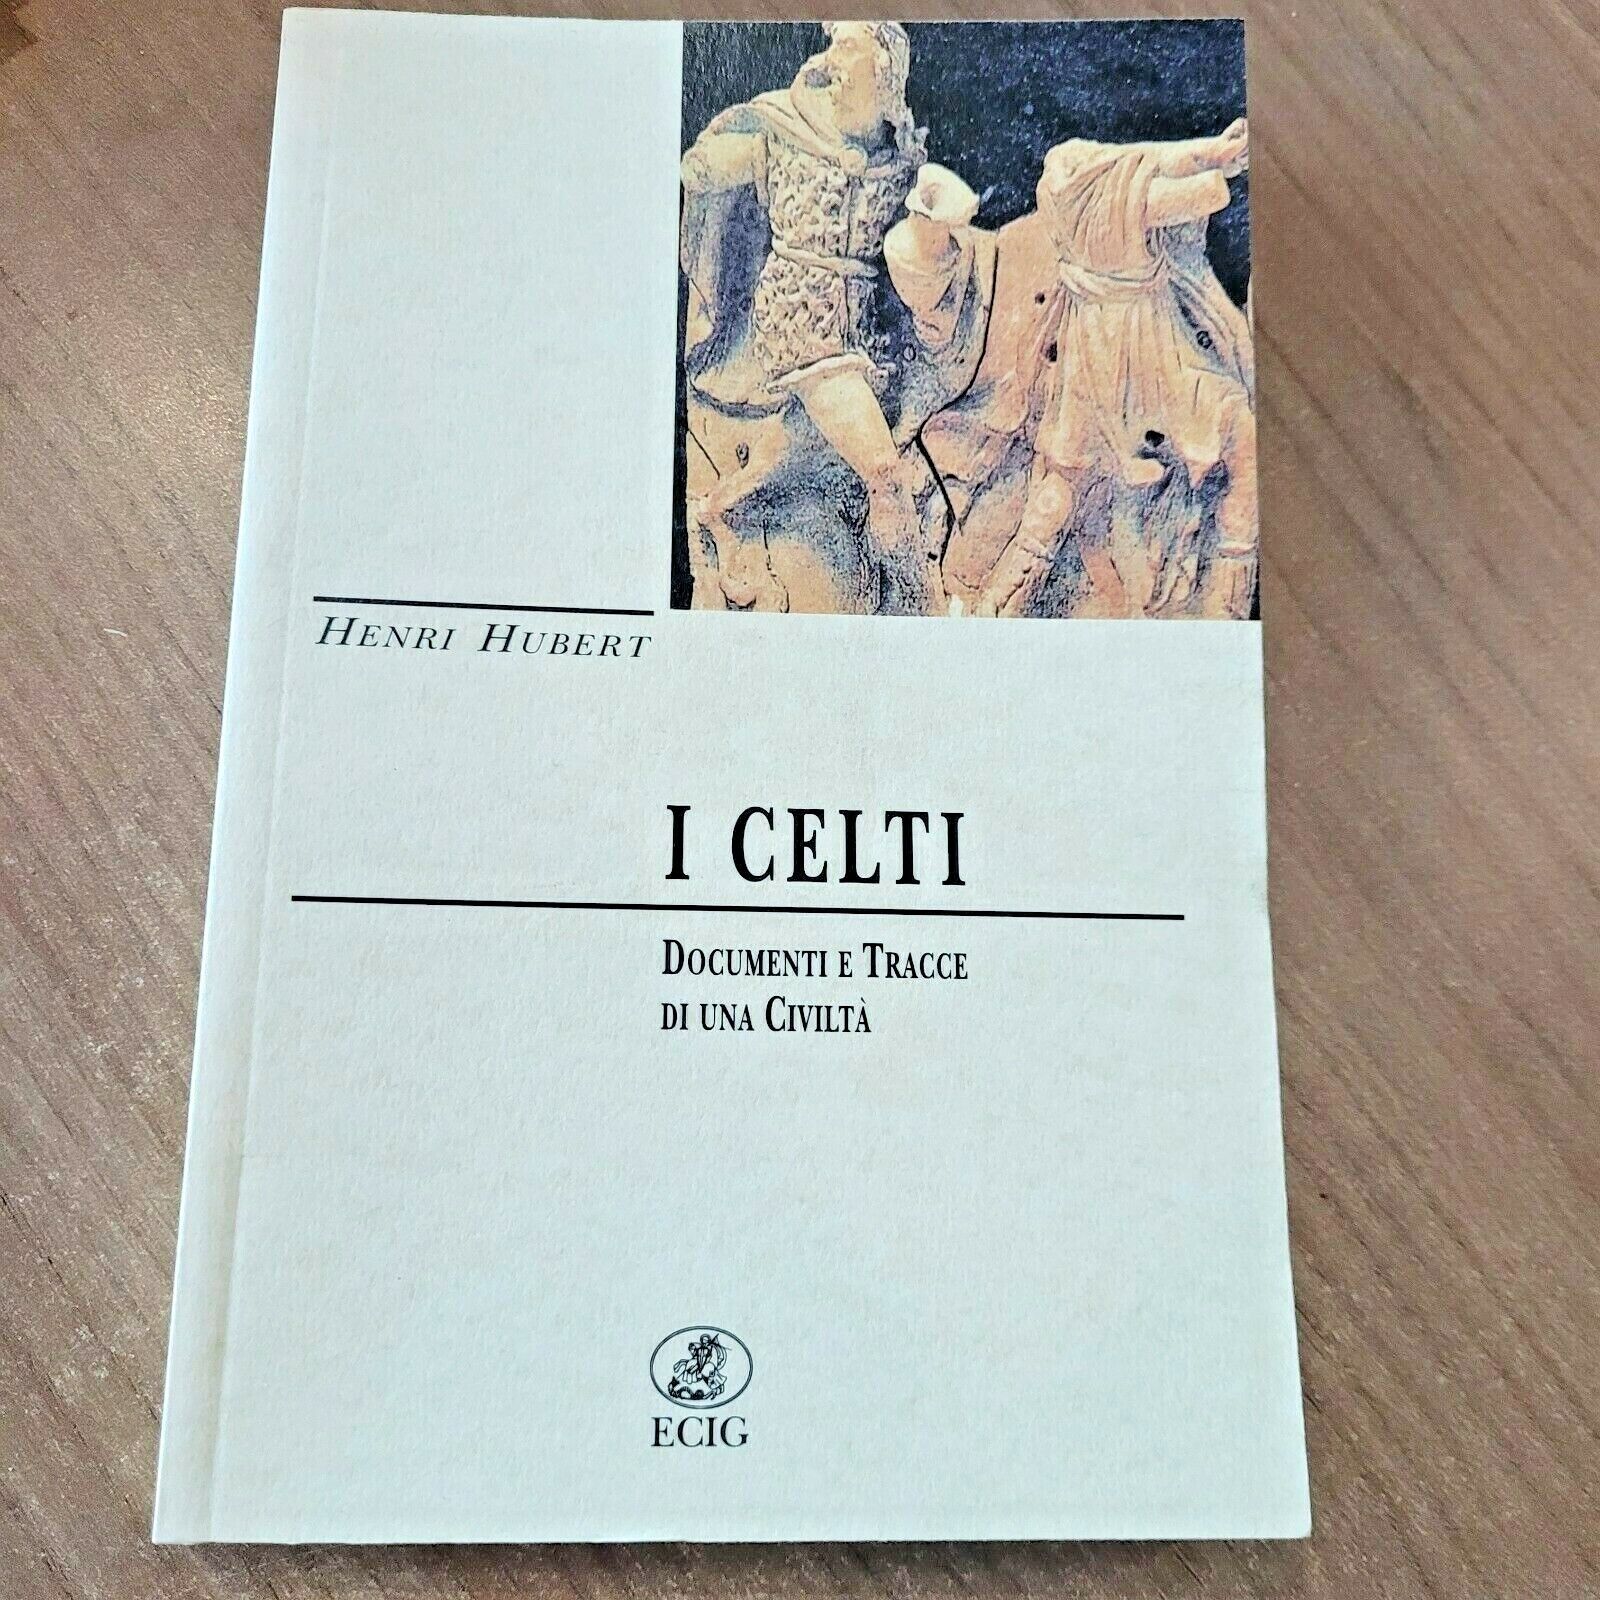 HENRI HUBERT
I CELTI
DOCUMENTI E TRACCE
DI UNA CIVILTÀ
ECIG